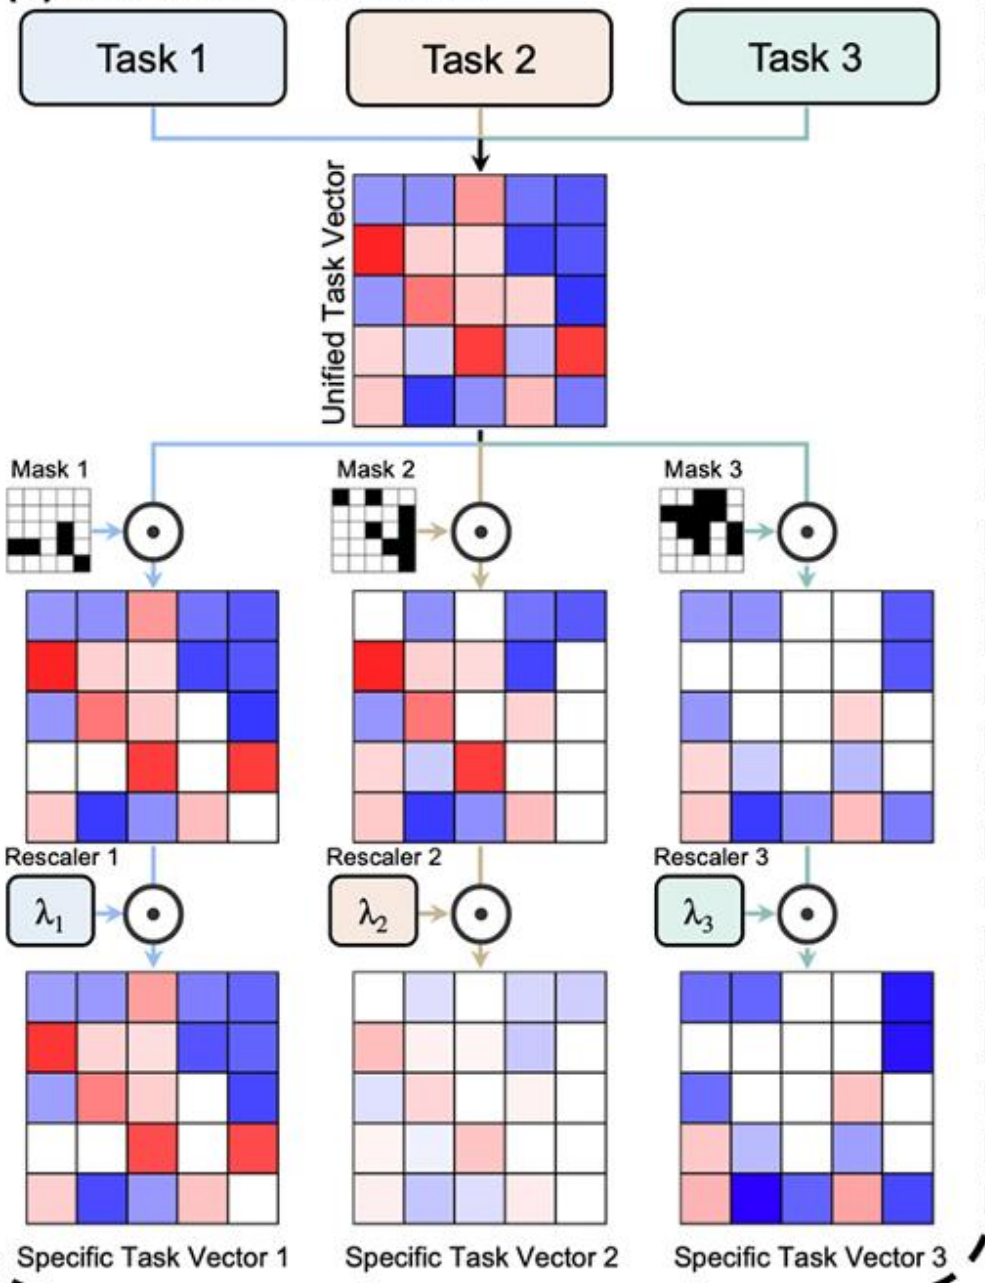 Task 1
Task 2
Task 3
Unified Task Vector
Mask 1
Mask 2
Mask 3
Rescaler 1
Rescaler 2
Rescaler 3
λ1
λ2
λ3
Specific Task Vector 1
Specific Task Vector 2
Specific Task Vector 3